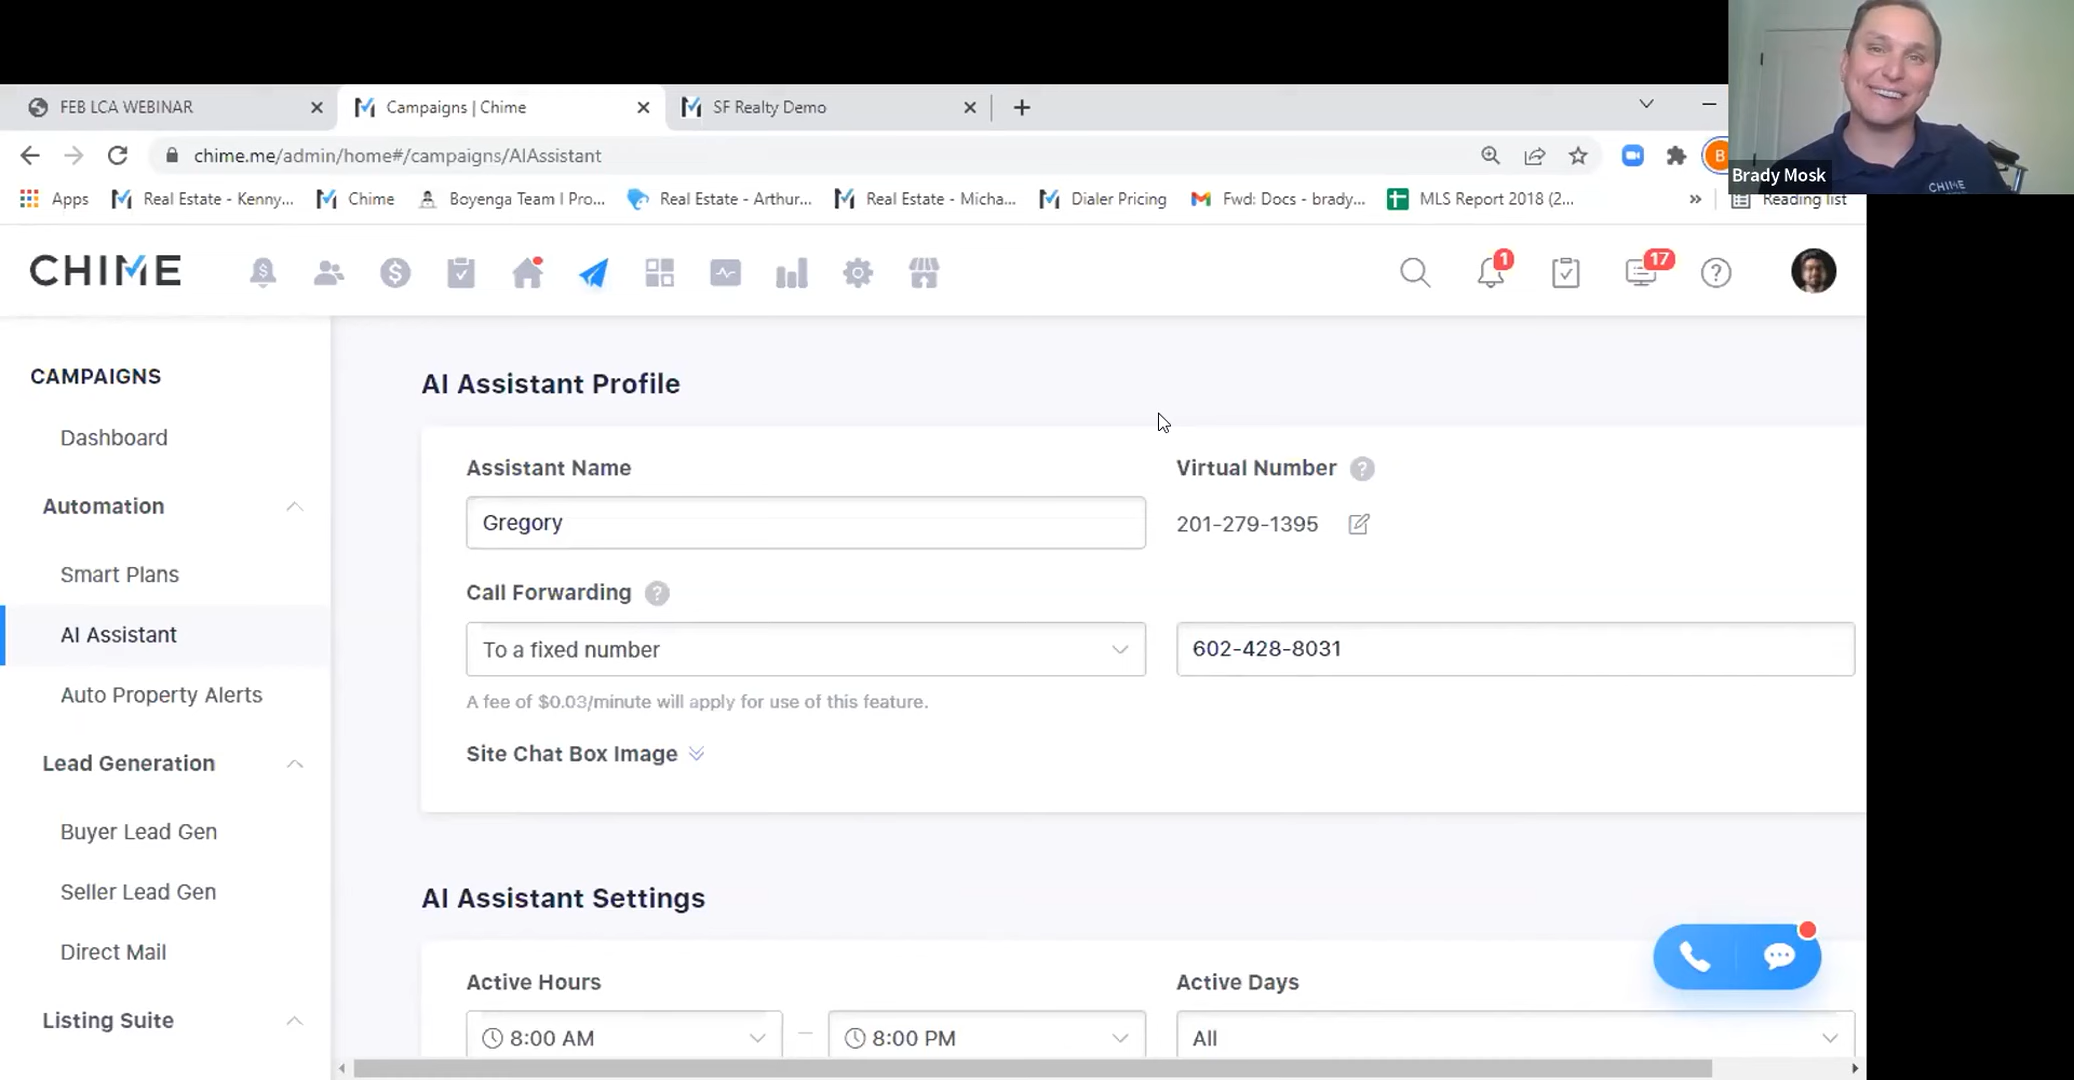 FEB LCA WEBINAR
Campaigns | Chime
SF Realty Demo
chime.me/admin/home#/campaigns/AIAssistant
B
Brady Mosk
CHIME
Apps
Real Estate - Kenny...
Chime
Boyenga Team | Pro...
Real Estate - Arthur...
Real Estate - Micha...
Dialer Pricing
Fwd: Docs - brady...
MLS Report 2018 (2...
»
Reading list
CHIME
1
17
CAMPAIGNS
Dashboard
Automation
Smart Plans
AI Assistant
Auto Property Alerts
Lead Generation
Buyer Lead Gen
Seller Lead Gen
Direct Mail
Listing Suite
AI Assistant Profile
Assistant Name
Virtual Number ?
Gregory
201-279-1395
Call Forwarding ?
To a fixed number
602-428-8031
A fee of $0.03/minute will apply for use of this feature.
Site Chat Box Image
AI Assistant Settings
Active Hours
Active Days
8:00 AM – 8:00 PM
All